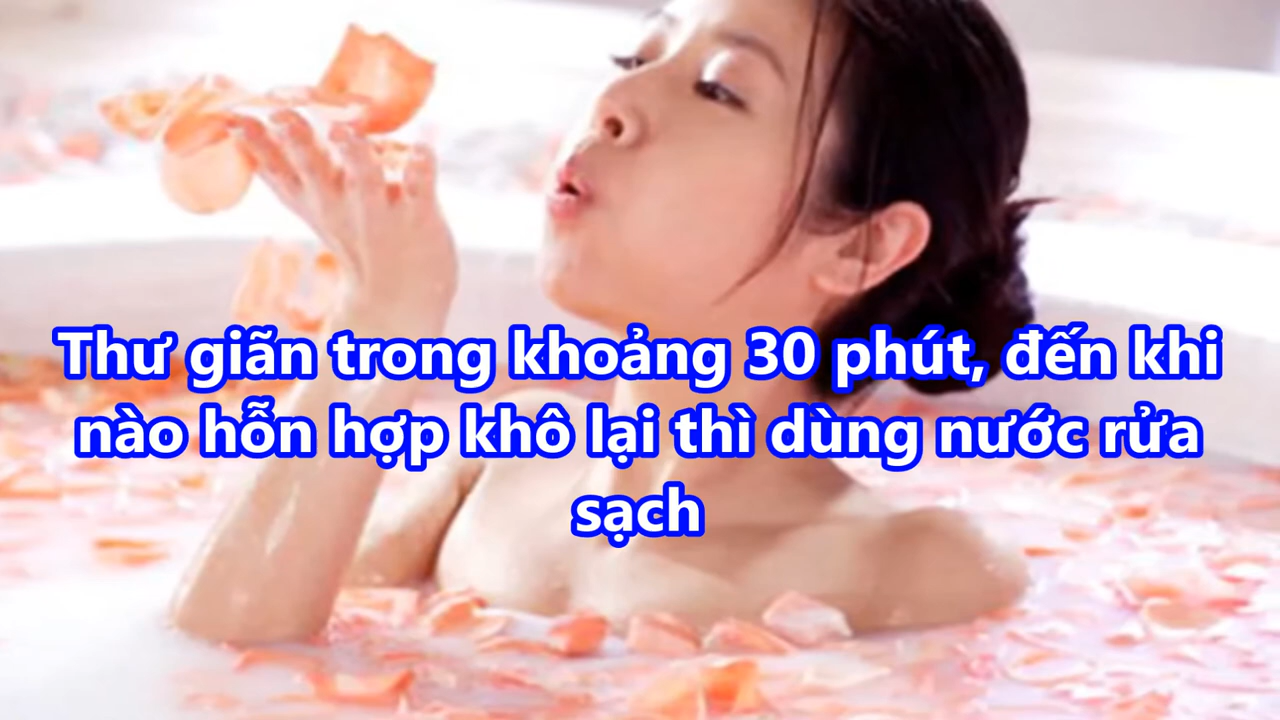 Thư giãn trong khoảng 30 phút, đến khi
nào hỗn hợp khô lại thì dùng nước rửa
sạch